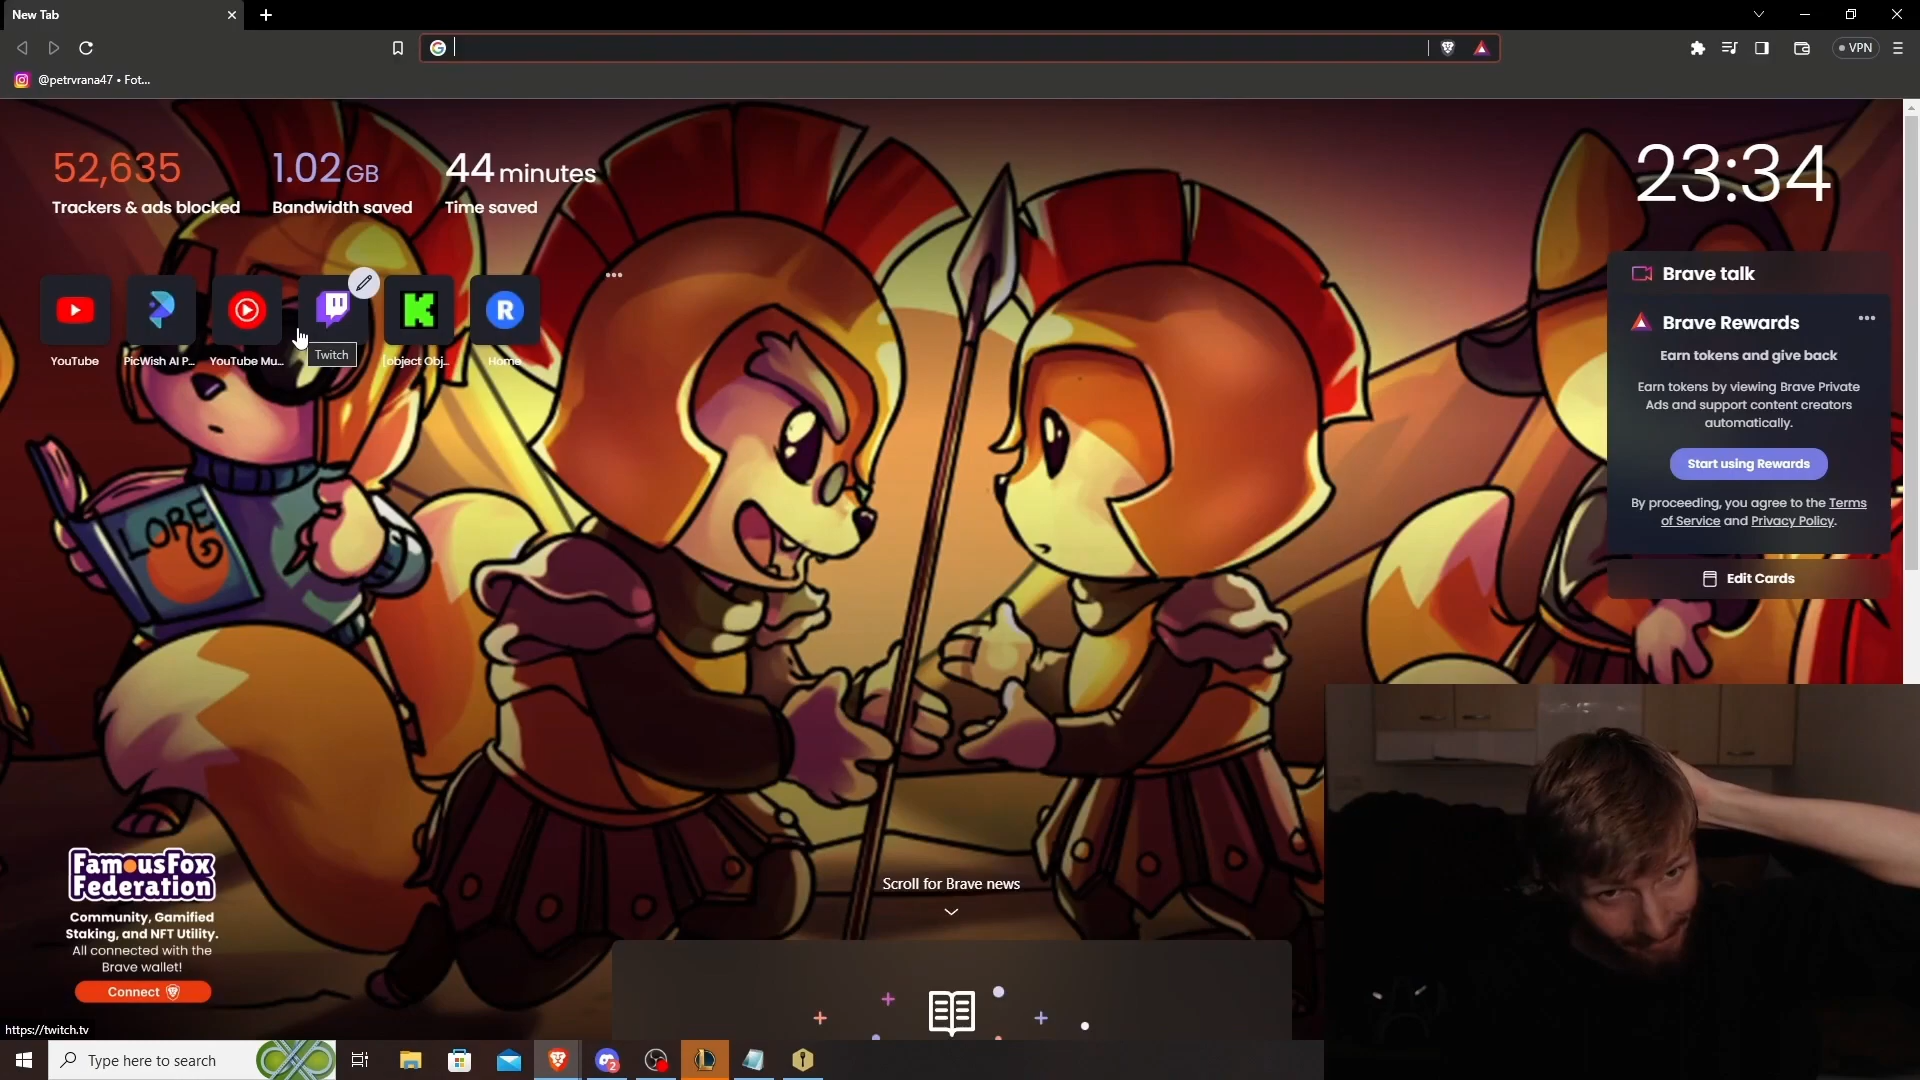 New Tab
VPN
@petrvrana47 • Fot...
52,635
Trackers & ads blocked
1.02 GB
Bandwidth saved
44 minutes
Time saved
23:34
YouTube
PicWish AI P...
YouTube Mu...
Twitch
[object Obj...
R
Home
Brave talk
Brave Rewards
Earn tokens and give back
Earn tokens by viewing Brave Private
Ads and support content creators
automatically.
Start using Rewards
By proceeding, you agree to the Terms
of Service and Privacy Policy.
Edit Cards
LORE
FamousFox
Federation
Community, Gamified
Staking, and NFT Utility.
All connected with the
Brave wallet!
Connect
Scroll for Brave news
https://twitch.tv
Type here to search
2